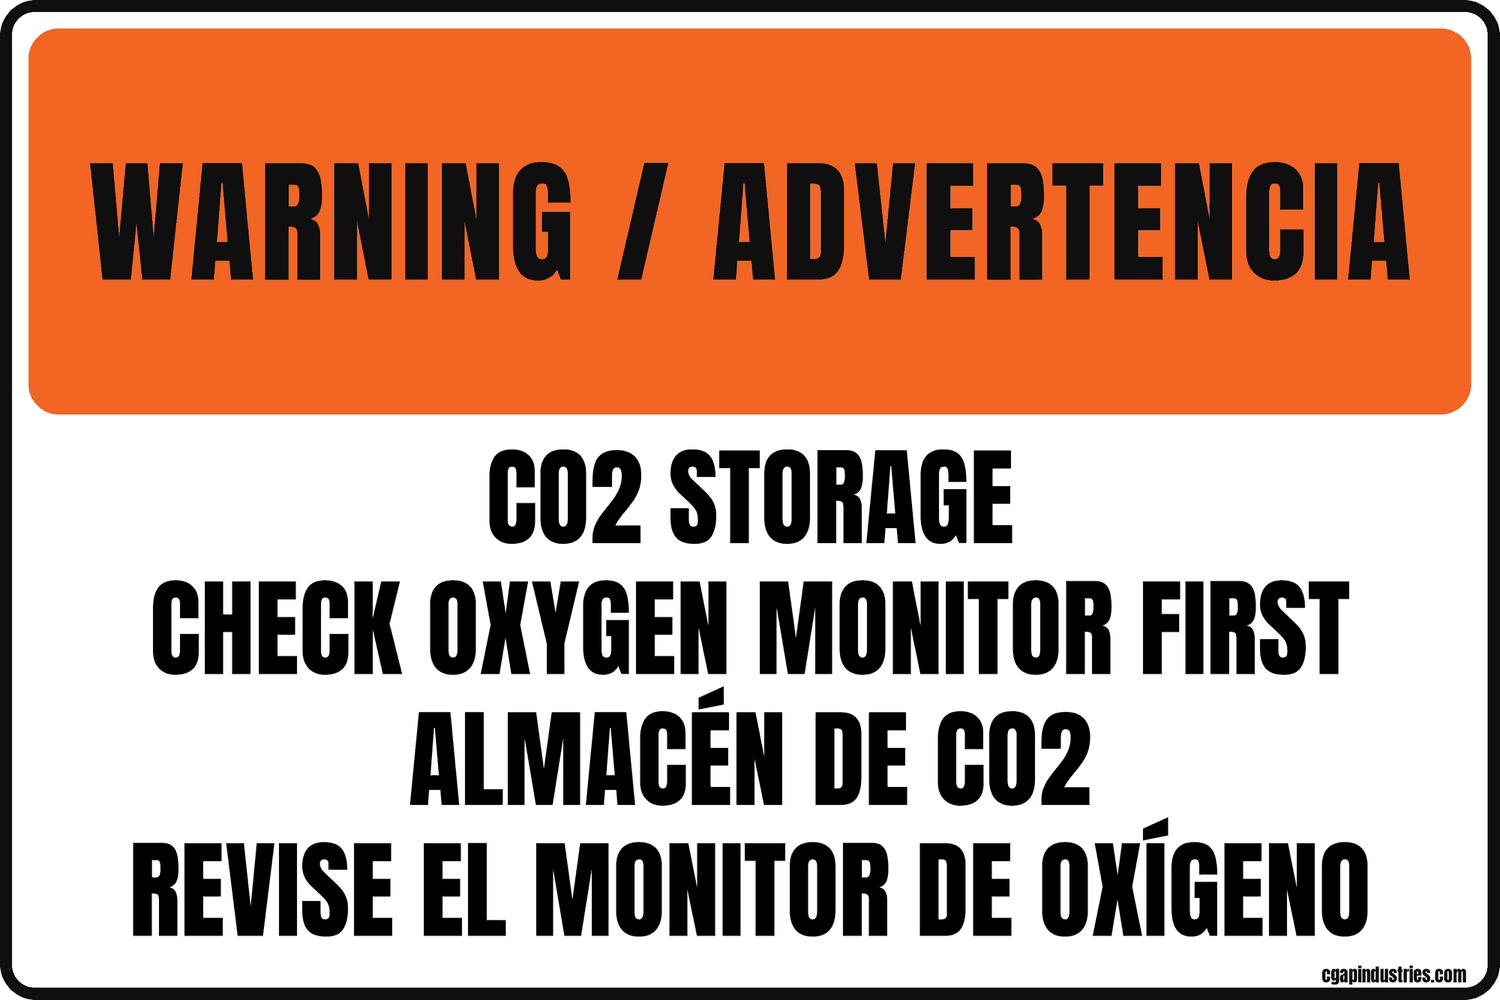 WARNING / ADVERTENCIA
CO2 STORAGE
CHECK OXYGEN MONITOR FIRST
ALMACÉN DE CO2
REVISE EL MONITOR DE OXÍGENO
cgapindustries.com